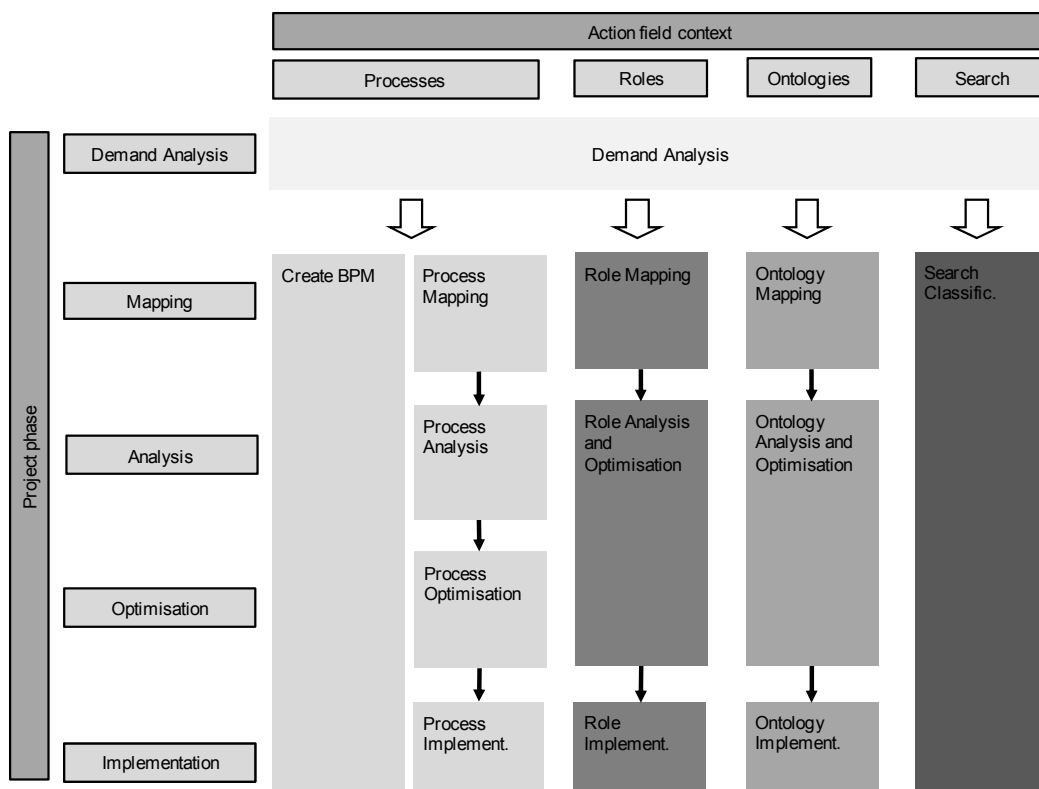 Action field context
Processes
Roles
Ontologies
Search
Project phase
Demand Analysis
Demand Analysis
Mapping
Create BPM
Process
Mapping
Role Mapping
Ontology
Mapping
Search
Classific.
Analysis
Process
Analysis
Role Analysis
and
Optimisation
Ontology
Analysis and
Optimisation
Optimisation
Process
Optimisation
Implementation
Process
Implement.
Role
Implement.
Ontology
Implement.